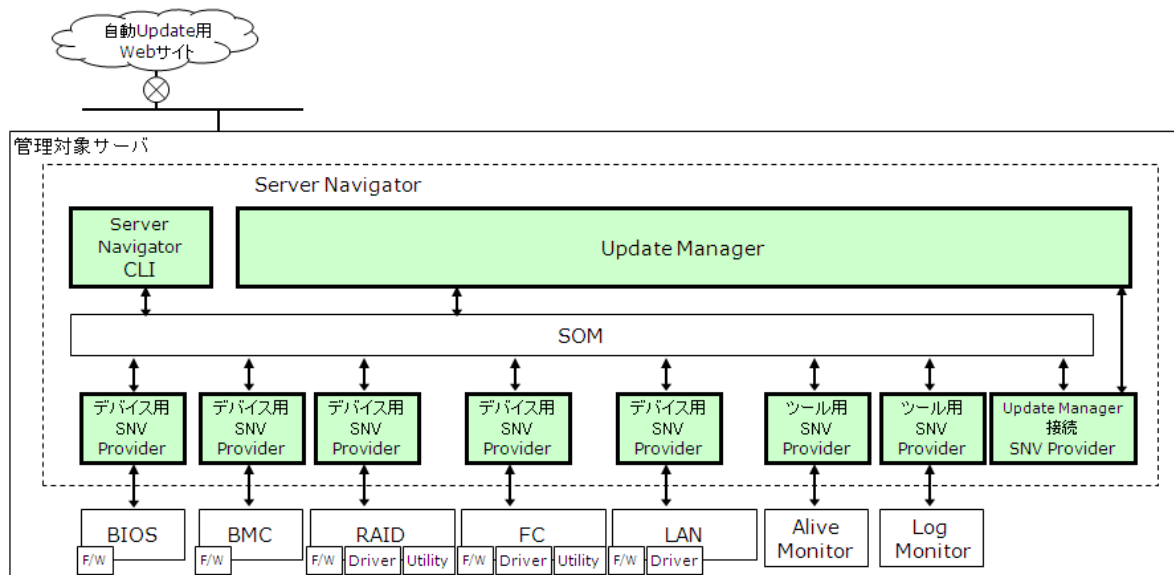 自動Update用
Webサイト
管理対象サーバ
Server Navigator
Server
Navigator
CLI
Update Manager
SOM
デバイス用
SNV
Provider
デバイス用
SNV
Provider
デバイス用
SNV
Provider
デバイス用
SNV
Provider
デバイス用
SNV
Provider
ツール用
SNV
Provider
ツール用
SNV
Provider
Update Manager
接続
SNV Provider
BIOS
F/W
BMC
F/W
RAID
F/W Driver Utility
FC
F/W Driver Utility
LAN
F/W Driver
Alive
Monitor
Log
Monitor